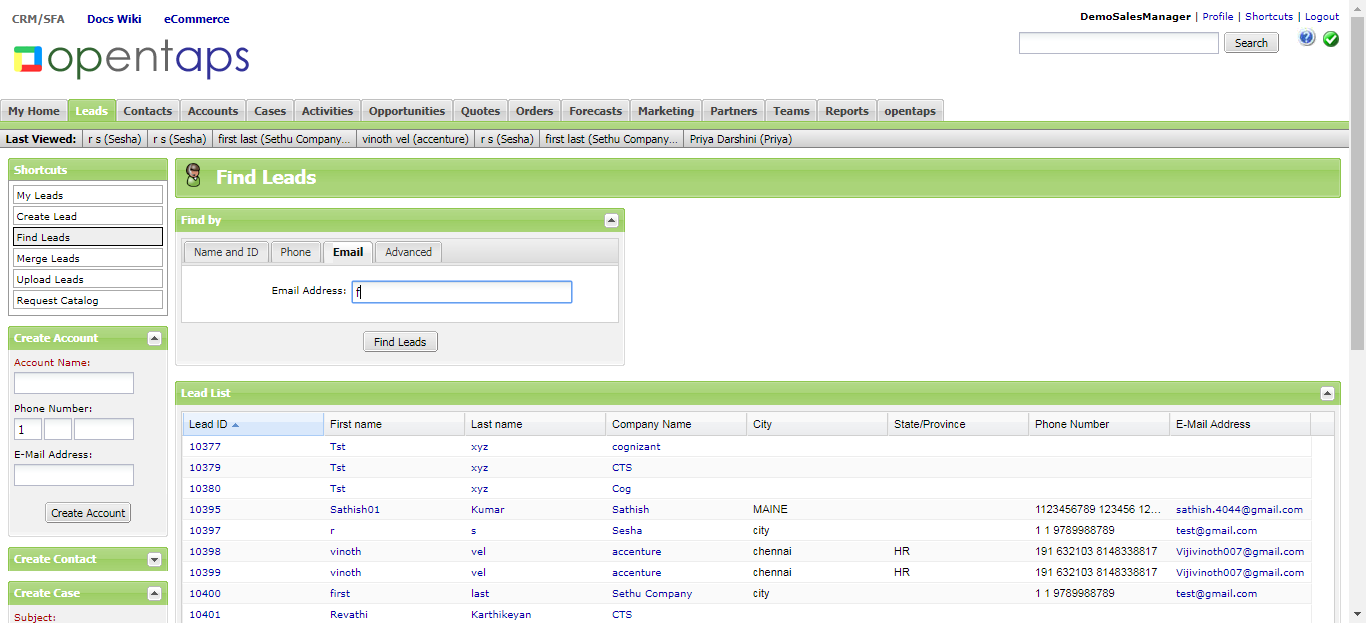 CRM/SFA Docs Wiki eCommerce
DemoSalesManager | Profile | Shortcuts | Logout
opentaps
Search
My Home Leads Contacts Accounts Cases Activities Opportunities Quotes Orders Forecasts Marketing Partners Teams Reports opentaps
Last Viewed: r s (Sesha) r s (Sesha) first last (Sethu Company... vinoth vel (accenture) r s (Sesha) first last (Sethu Company... Priya Darshini (Priya)
Shortcuts
My Leads
Create Lead
Find Leads
Merge Leads
Upload Leads
Request Catalog
Create Account
Account Name:
Phone Number:
1
E-Mail Address:
Create Account
Create Contact
Create Case
Subject:
Find Leads
Find by
Name and ID Phone Email Advanced
Email Address: f
Find Leads
Lead List
Lead ID First name Last name Company Name City State/Province Phone Number E-Mail Address
10377 Tst xyz cognizant
10379 Tst xyz CTS
10380 Tst xyz Cog
10395 Sathish01 Kumar Sathish MAINE 1123456789 123456 12... sathish.4044@gmail.com
10397 r s Sesha city 1 1 9789988789 test@gmail.com
10398 vinoth vel accenture chennai HR 191 632103 8148338817 Vijivinoth007@gmail.com
10399 vinoth vel accenture chennai HR 191 632103 8148338817 Vijivinoth007@gmail.com
10400 first last Sethu Company city 1 1 9789988789 test@gmail.com
10401 Revathi Karthikeyan CTS